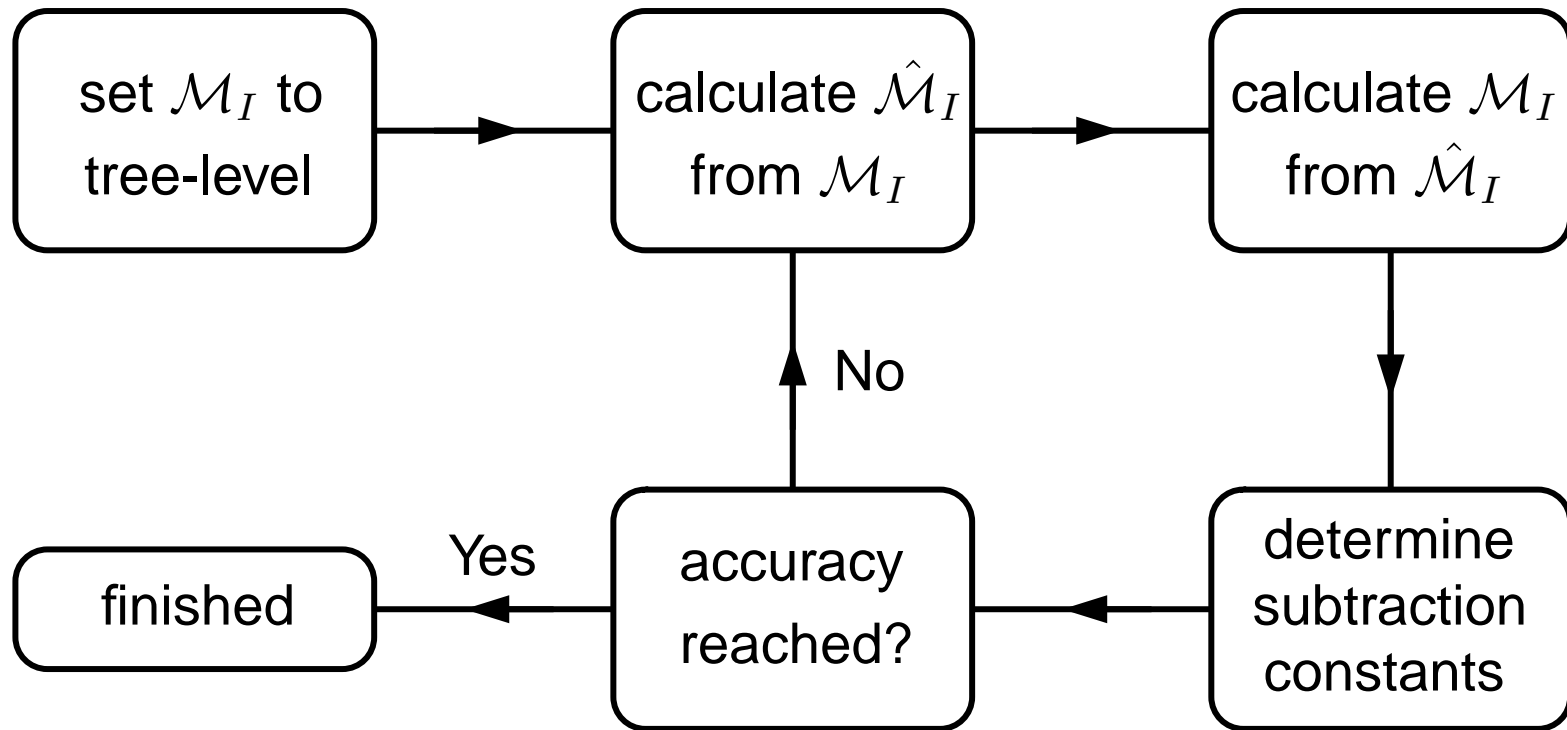 set 𝓜_I to
tree-level
calculate 𝓜̂_I
from 𝓜_I
calculate 𝓜_I
from 𝓜̂_I
No
determine
subtraction
constants
accuracy
reached?
Yes
finished